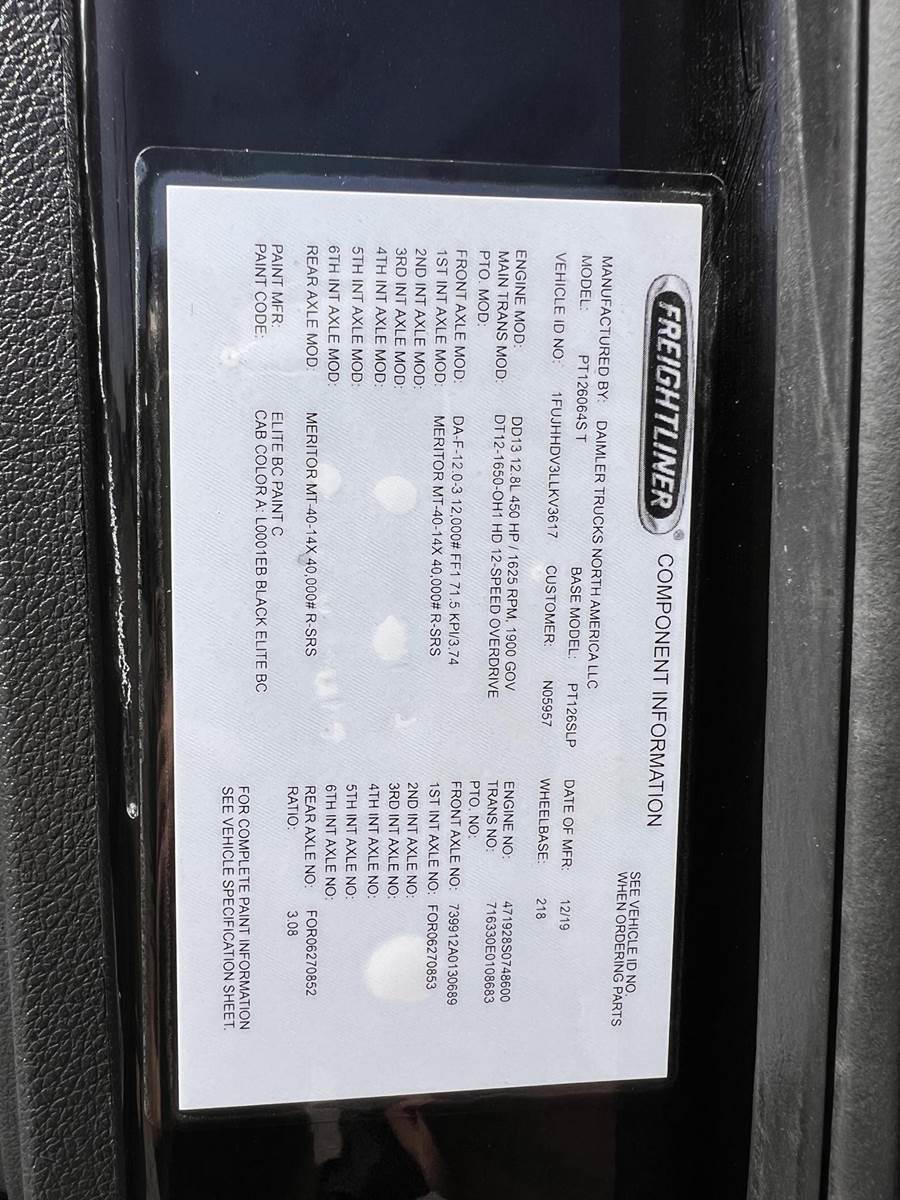 FREIGHTLINER® COMPONENT INFORMATION
SEE VEHICLE ID NO.
WHEN ORDERING PARTS
MANUFACTURED BY: DAIMLER TRUCKS NORTH AMERICA LLC
MODEL: PT126064S T BASE MODEL: PT126SLP DATE OF MFR: 12/19
VEHICLE ID NO: 1FUJHHDV3LLKV3617 CUSTOMER: N05957 WHEELBASE: 218
ENGINE MOD: DD13 12.8L 450 HP / 1625 RPM, 1900 GOV ENGINE NO: 471928S0748600
MAIN TRANS MOD: DT12-1650-OH1 HD 12-SPEED OVERDRIVE TRANS NO: 716330E0108683
PTO. MOD: PTO. NO:
FRONT AXLE MOD: DA-F-12.0-3 12,000# FF1 71.5 KPI/3.74 FRONT AXLE NO: 739912A0130689
1ST INT AXLE MOD: MERITOR MT-40-14X 40,000# R-SRS 1ST INT AXLE NO: FOR06270853
2ND INT AXLE MOD: 2ND INT AXLE NO:
3RD INT AXLE MOD: 3RD INT AXLE NO:
4TH INT AXLE MOD: 4TH INT AXLE NO:
5TH INT AXLE MOD: 5TH INT AXLE NO:
6TH INT AXLE MOD: 6TH INT AXLE NO:
REAR AXLE MOD: MERITOR MT-40-14X 40,000# R-SRS REAR AXLE NO: FOR06270852
RATIO: 3.08
PAINT MFR: ELITE BC PAINT C
PAINT CODE: CAB COLOR A: L0001EB BLACK ELITE BC
FOR COMPLETE PAINT INFORMATION
SEE VEHICLE SPECIFICATION SHEET.